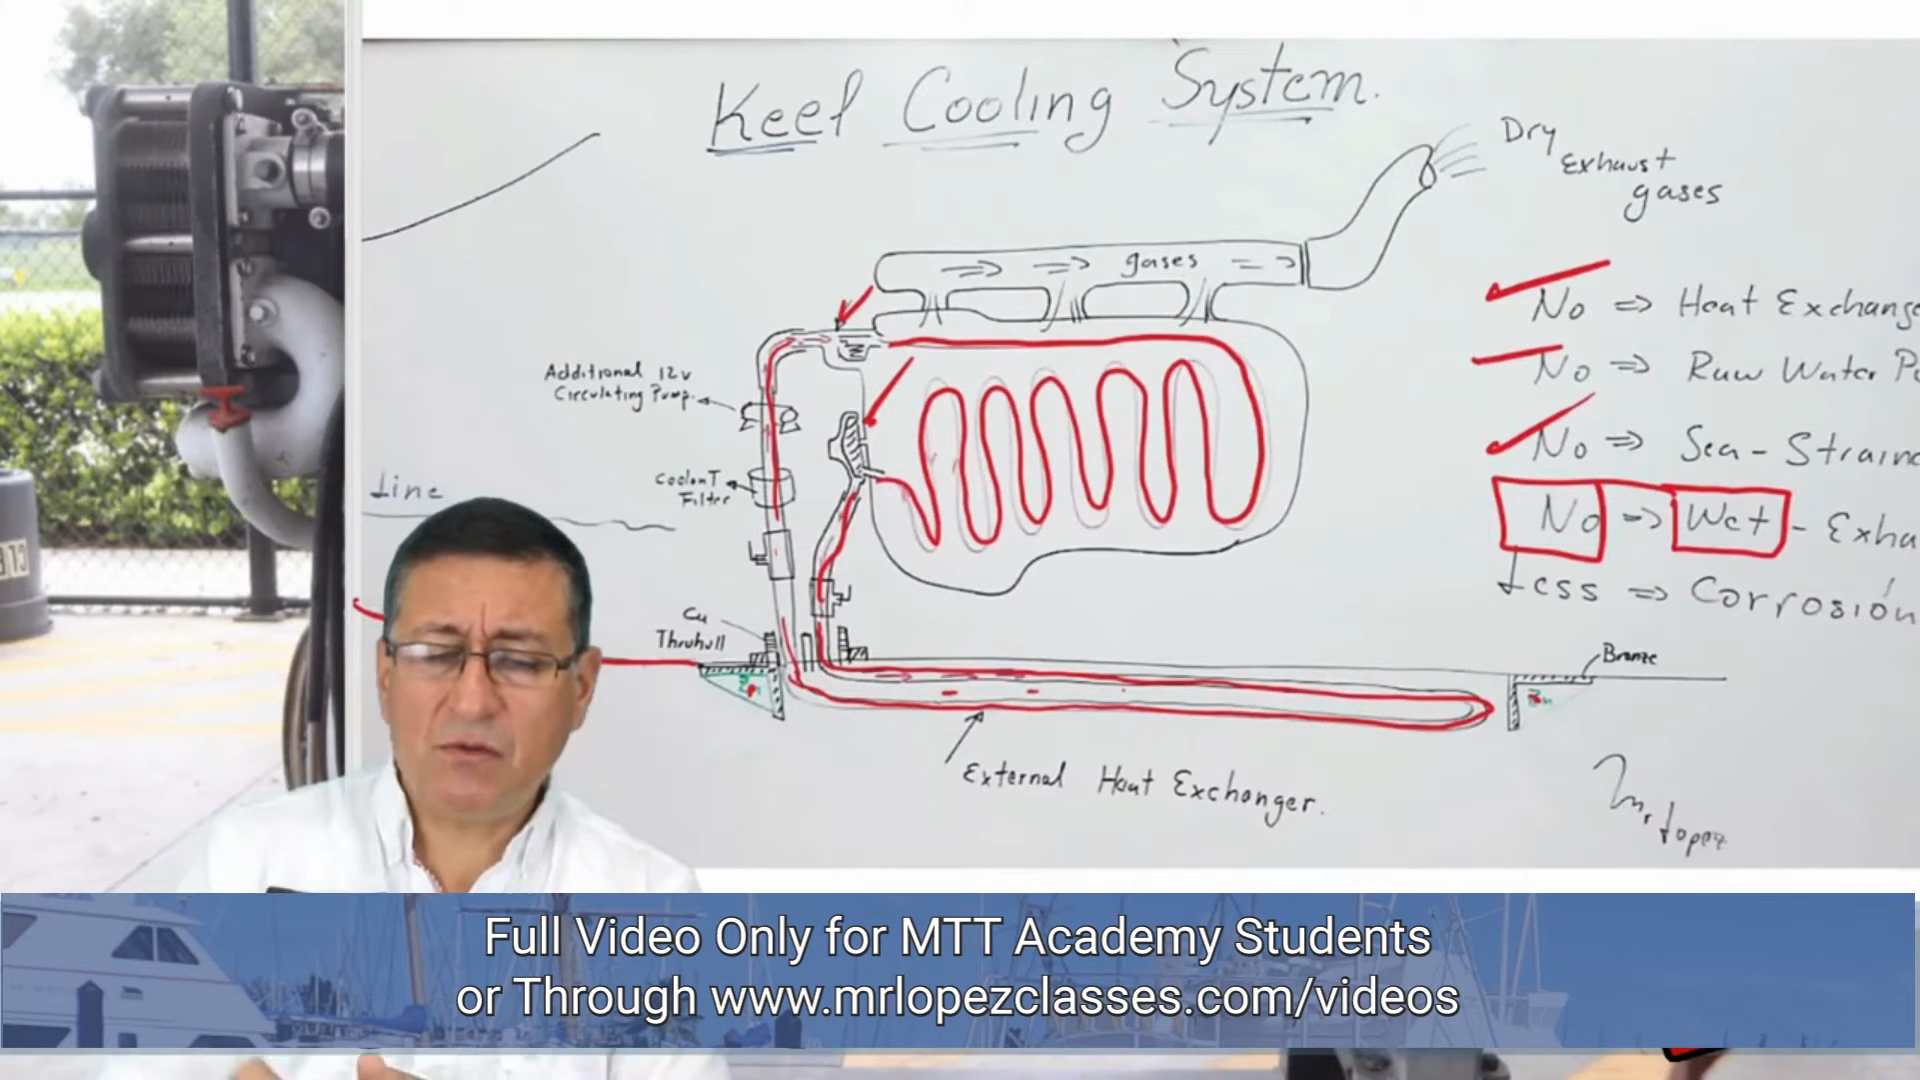 Keel Cooling System.
Dry
Exhaust
gases
gases
No => Heat Exchange
No => Raw Water P
No => Sea-Strain
No => Wet - Exha
Less => Corrosión
Additional 12v
Circulating Pump.
Coolant
Filter
Line
Cu
Thruhull
Bronze
External Heat Exchanger.
Mr Lopez
Full Video Only for MTT Academy Students
or Through www.mrlopezclasses.com/videos